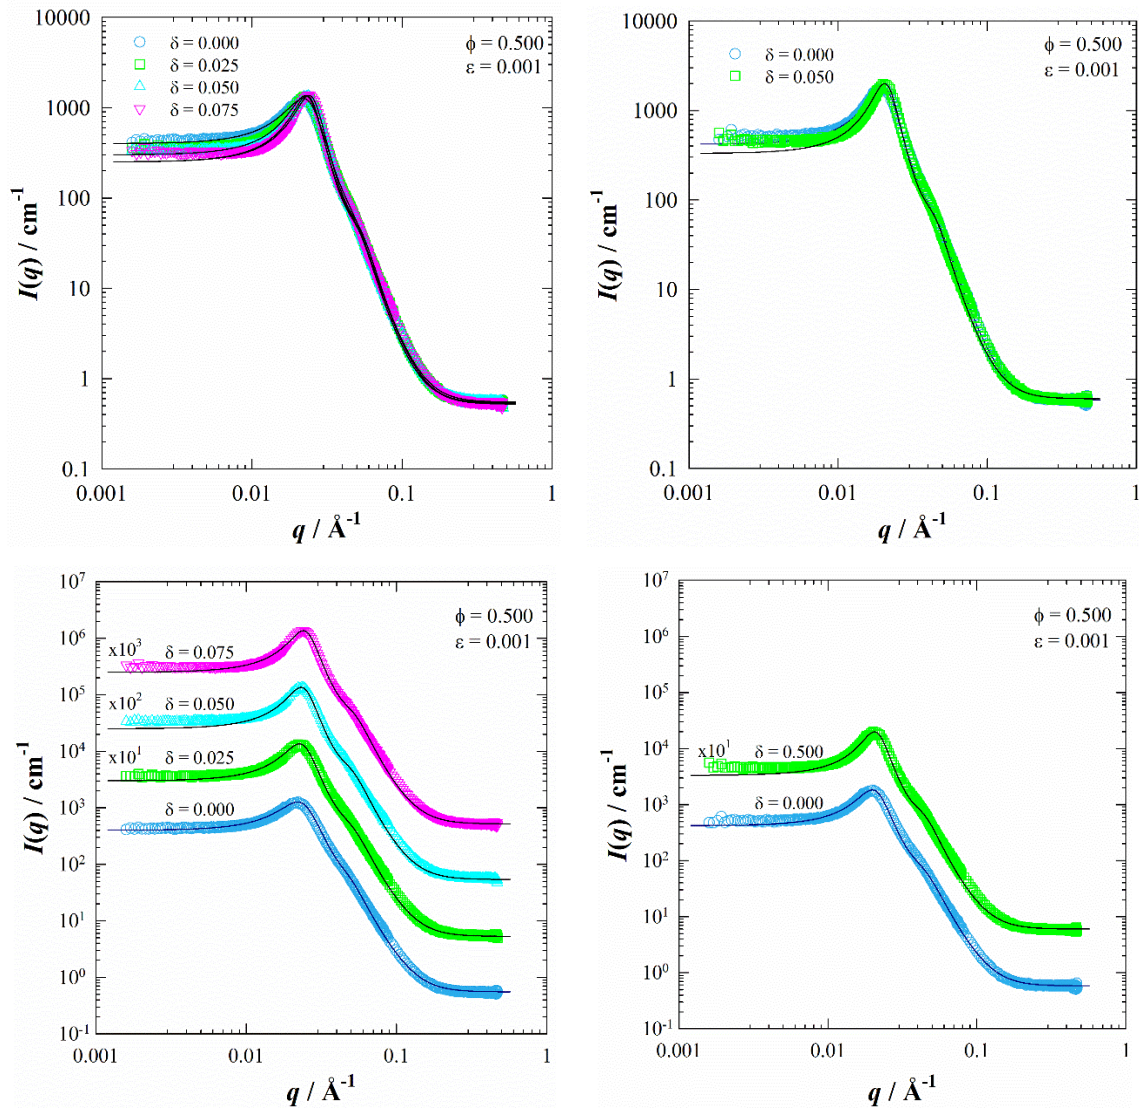 10000
1000
100
10
1
0.1
I(q) / cm⁻¹
δ = 0.000
δ = 0.025
δ = 0.050
δ = 0.075
ϕ = 0.500
ε = 0.001
0.001
0.01
0.1
1
q / Å⁻¹
10000
1000
100
10
1
0.1
I(q) / cm⁻¹
δ = 0.000
δ = 0.050
ϕ = 0.500
ε = 0.001
0.001
0.01
0.1
1
q / Å⁻¹
10⁷
10⁶
10⁵
10⁴
10³
10²
10¹
10⁰
10⁻¹
I(q) / cm⁻¹
ϕ = 0.500
ε = 0.001
x10³ δ = 0.075
x10² δ = 0.050
x10¹ δ = 0.025
δ = 0.000
0.001
0.01
0.1
1
q / Å⁻¹
10⁷
10⁶
10⁵
10⁴
10³
10²
10¹
10⁰
10⁻¹
I(q) / cm⁻¹
ϕ = 0.500
ε = 0.001
x10¹ δ = 0.500
δ = 0.000
0.001
0.01
0.1
1
q / Å⁻¹